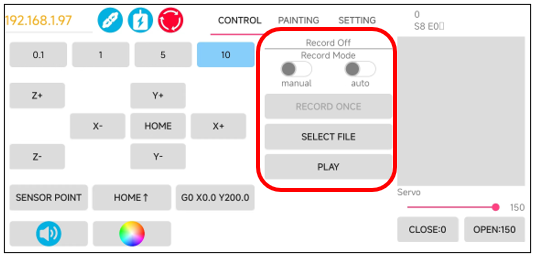 192.168.1.97
CONTROL PAINTING SETTING
0
S8 E0
Record Off
Record Mode
manual auto
0.1 1 5 10
RECORD ONCE
SELECT FILE
PLAY
Z+ Y+
X- HOME X+
Z- Y-
SENSOR POINT HOME↑ G0 X0.0 Y200.0
Servo
150
CLOSE:0 OPEN:150